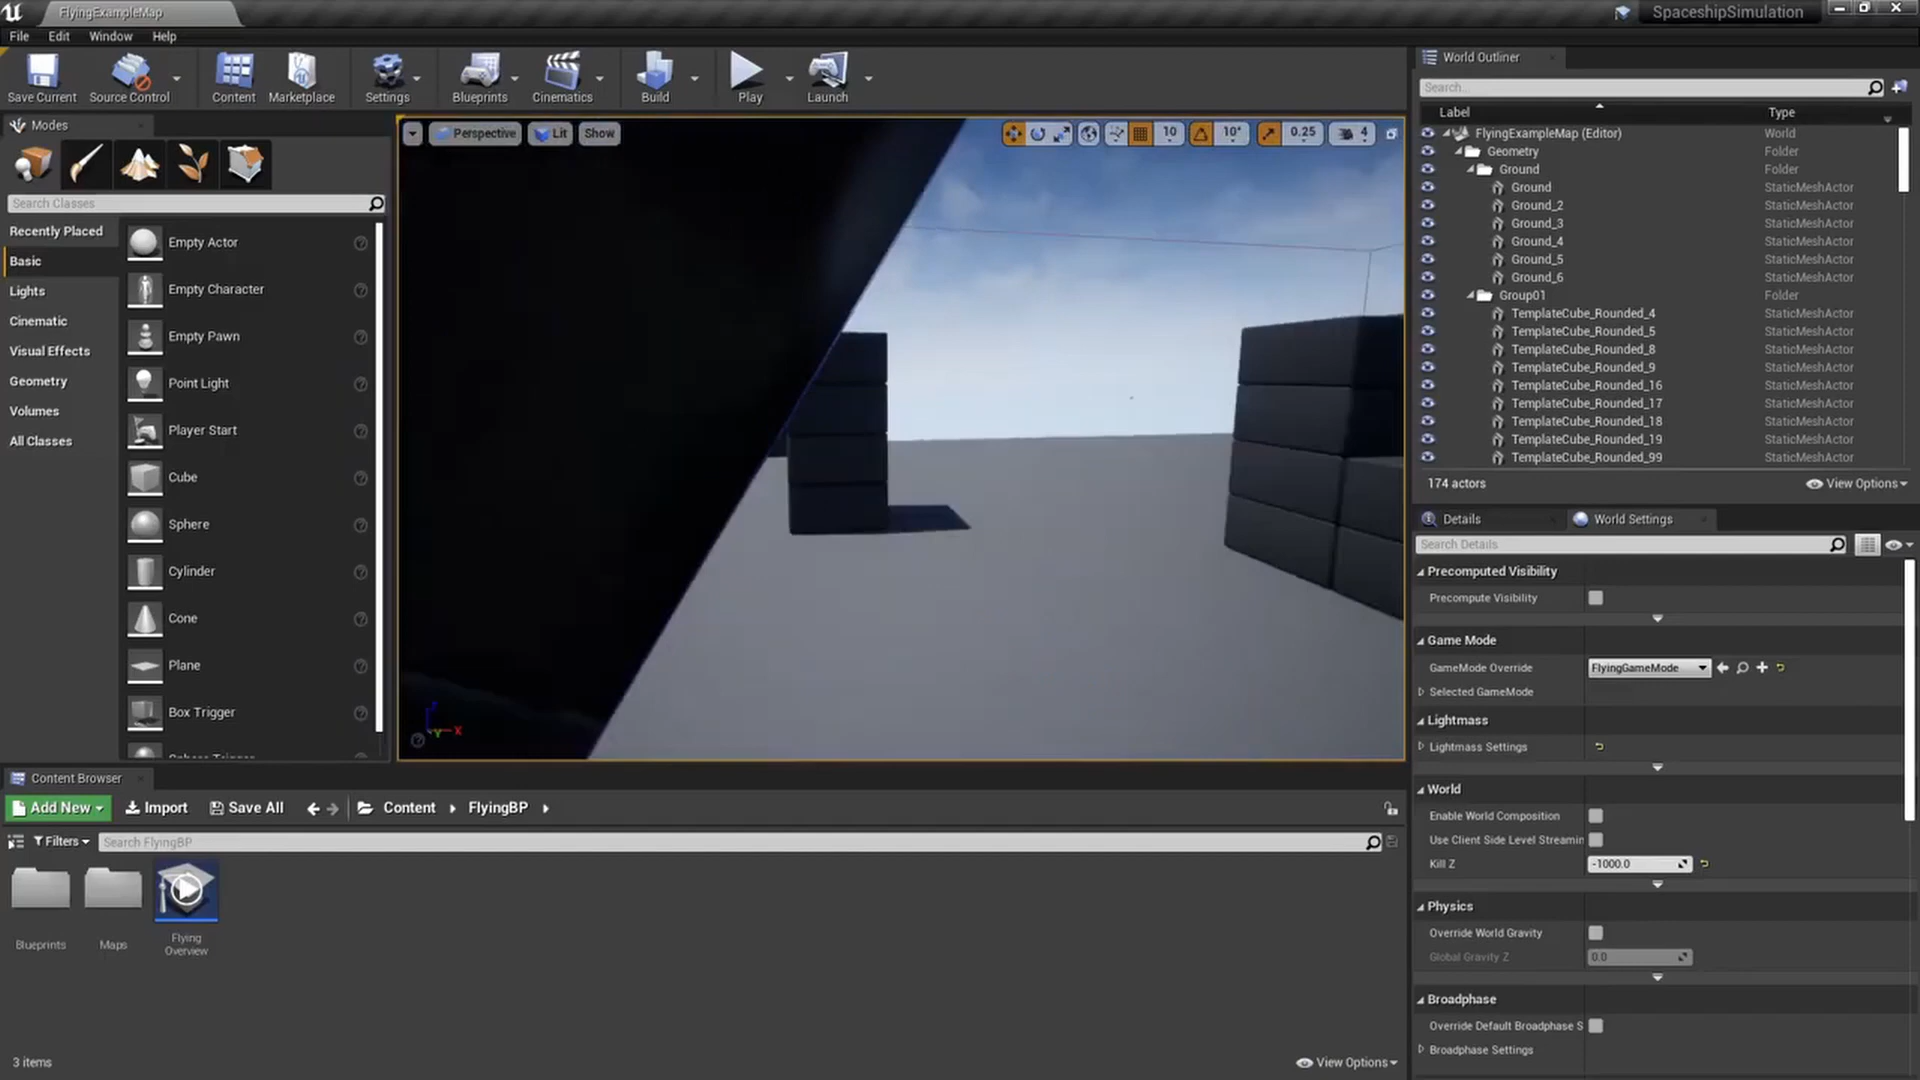 FlyingExampleMap
SpaceshipSimulation
File Edit Window Help
Save Current
Source Control
Content
Marketplace
Settings
Blueprints
Cinematics
Build
Play
Launch
Modes
Search Classes
Recently Placed
Basic
Lights
Cinematic
Visual Effects
Geometry
Volumes
All Classes
Empty Actor
Empty Character
Empty Pawn
Point Light
Player Start
Cube
Sphere
Cylinder
Cone
Plane
Box Trigger
Perspective
Lit
Show
10
10°
0.25
4
X
World Outliner
Search...
Label Type
FlyingExampleMap (Editor) World
Geometry Folder
Ground Folder
Ground StaticMeshActor
Ground_2 StaticMeshActor
Ground_3 StaticMeshActor
Ground_4 StaticMeshActor
Ground_5 StaticMeshActor
Ground_6 StaticMeshActor
Group01 Folder
TemplateCube_Rounded_4 StaticMeshActor
TemplateCube_Rounded_5 StaticMeshActor
TemplateCube_Rounded_8 StaticMeshActor
TemplateCube_Rounded_9 StaticMeshActor
TemplateCube_Rounded_16 StaticMeshActor
TemplateCube_Rounded_17 StaticMeshActor
TemplateCube_Rounded_18 StaticMeshActor
TemplateCube_Rounded_19 StaticMeshActor
TemplateCube_Rounded_99 StaticMeshActor
174 actors
View Options
Details
World Settings
Search Details
Precomputed Visibility
Precompute Visibility
Game Mode
GameMode Override FlyingGameMode
Selected GameMode
Lightmass
Lightmass Settings
World
Enable World Composition
Use Client Side Level Streamin
Kill Z -1000.0
Physics
Override World Gravity
Global Gravity Z 0.0
Broadphase
Override Default Broadphase S
Broadphase Settings
Content Browser
Add New
Import
Save All
Content
FlyingBP
Filters
Search FlyingBP
Blueprints
Maps
Flying
Overview
3 items
View Options